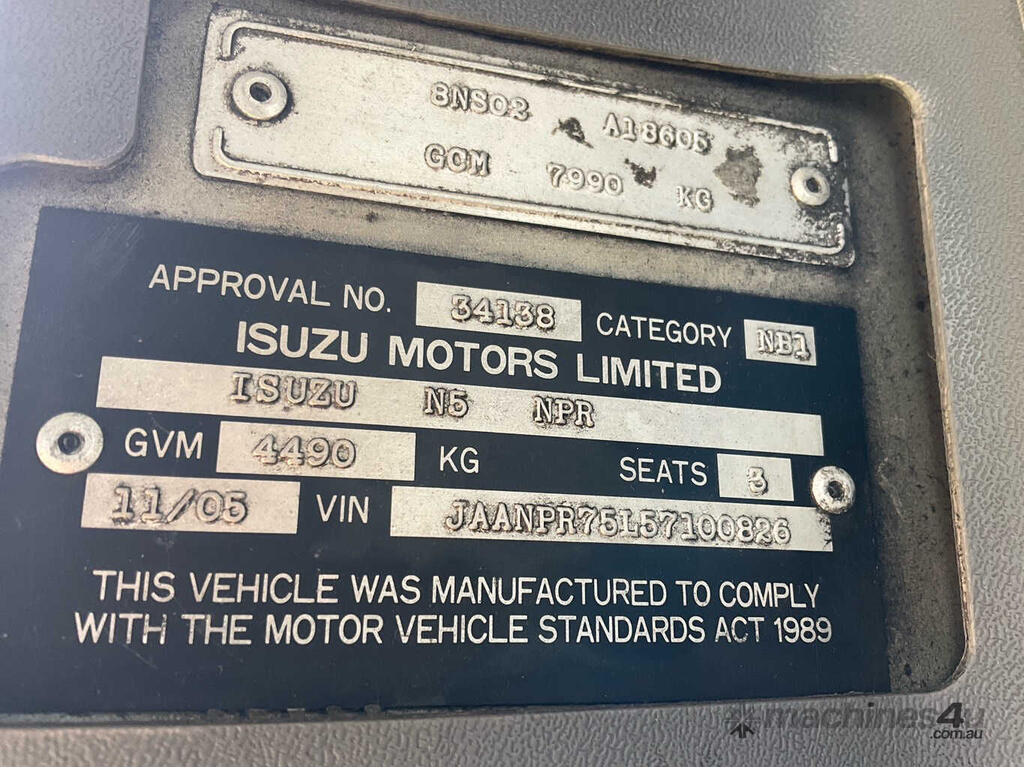 8NS02 A18605
GCM 7990 KG
APPROVAL NO. 34138 CATEGORY NB1
ISUZU MOTORS LIMITED
ISUZU N5 NPR
GVM 4490 KG SEATS 3
11/05 VIN JAANPR75L57100826
THIS VEHICLE WAS MANUFACTURED TO COMPLY
WITH THE MOTOR VEHICLE STANDARDS ACT 1989
machines4u
.com.au